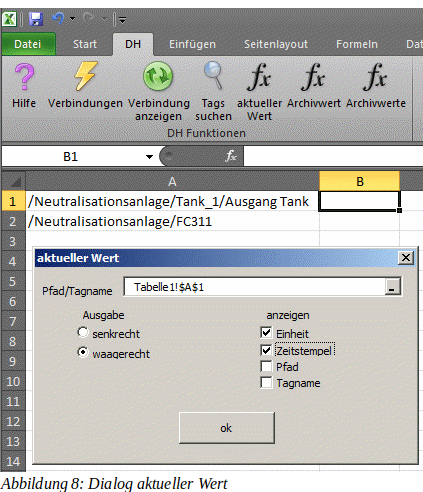 Datei Start DH Einfügen Seitenlayout Formeln Dat
Hilfe Verbindungen Verbindung anzeigen Tags suchen aktueller Wert Archivwert Archivwerte
DH Funktionen
B1 fx
A B
1 /Neutralisationsanlage/Tank_1/Ausgang Tank
2 /Neutralisationsanlage/FC311
3
4
aktueller Wert
5
6
Pfad/Tagname Tabelle1!$A$1
7
Ausgabe anzeigen
8
senkrecht Einheit
9
waagerecht Zeitstempel
10
Pfad
11
Tagname
12
ok
13
14
Abbildung 8: Dialog aktueller Wert